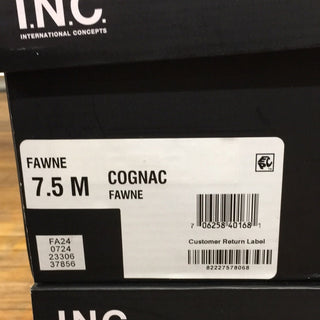 I.N.C.
INTERNATIONAL CONCEPTS
FAWNE
7.5 M
COGNAC
FAWNE
7 06258 40168 1
Customer Return Label
82227578068
FA24
0724
23306
37856
I.N.C.